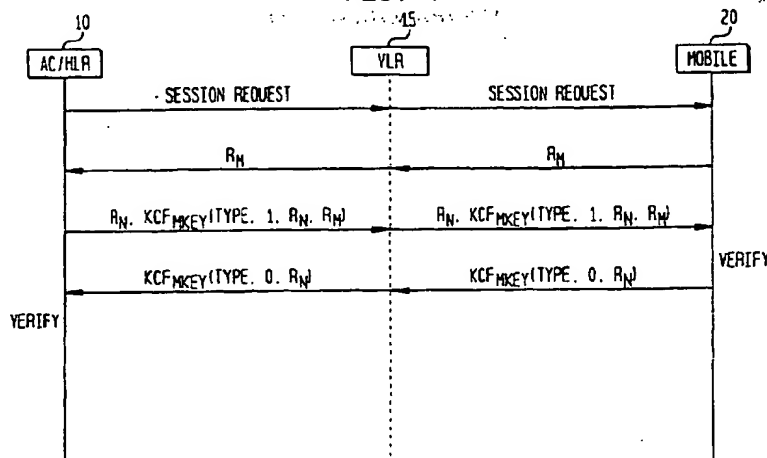 10 15 20
AC/HLR VLR MOBILE
SESSION REQUEST SESSION REQUEST
R_M R_M
R_N, KCF_MKEY(TYPE, 1, R_N, R_M) R_N, KCF_MKEY(TYPE, 1, R_N, R_M)
VERIFY
KCF_MKEY(TYPE, 0, R_N) KCF_MKEY(TYPE, 0, R_N)
VERIFY